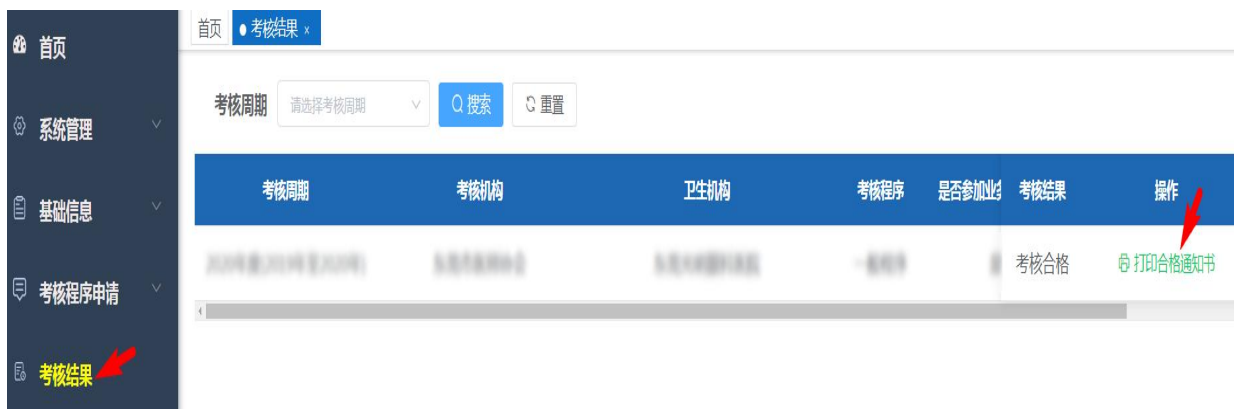 首页
系统管理
基础信息
考核程序申请
考核结果
首页 考核结果 ×
考核周期 请选择考核周期 搜索 重置
考核周期 考核机构 卫生机构 考核程序 是否参加业务 考核结果 操作
考核合格 打印合格通知书